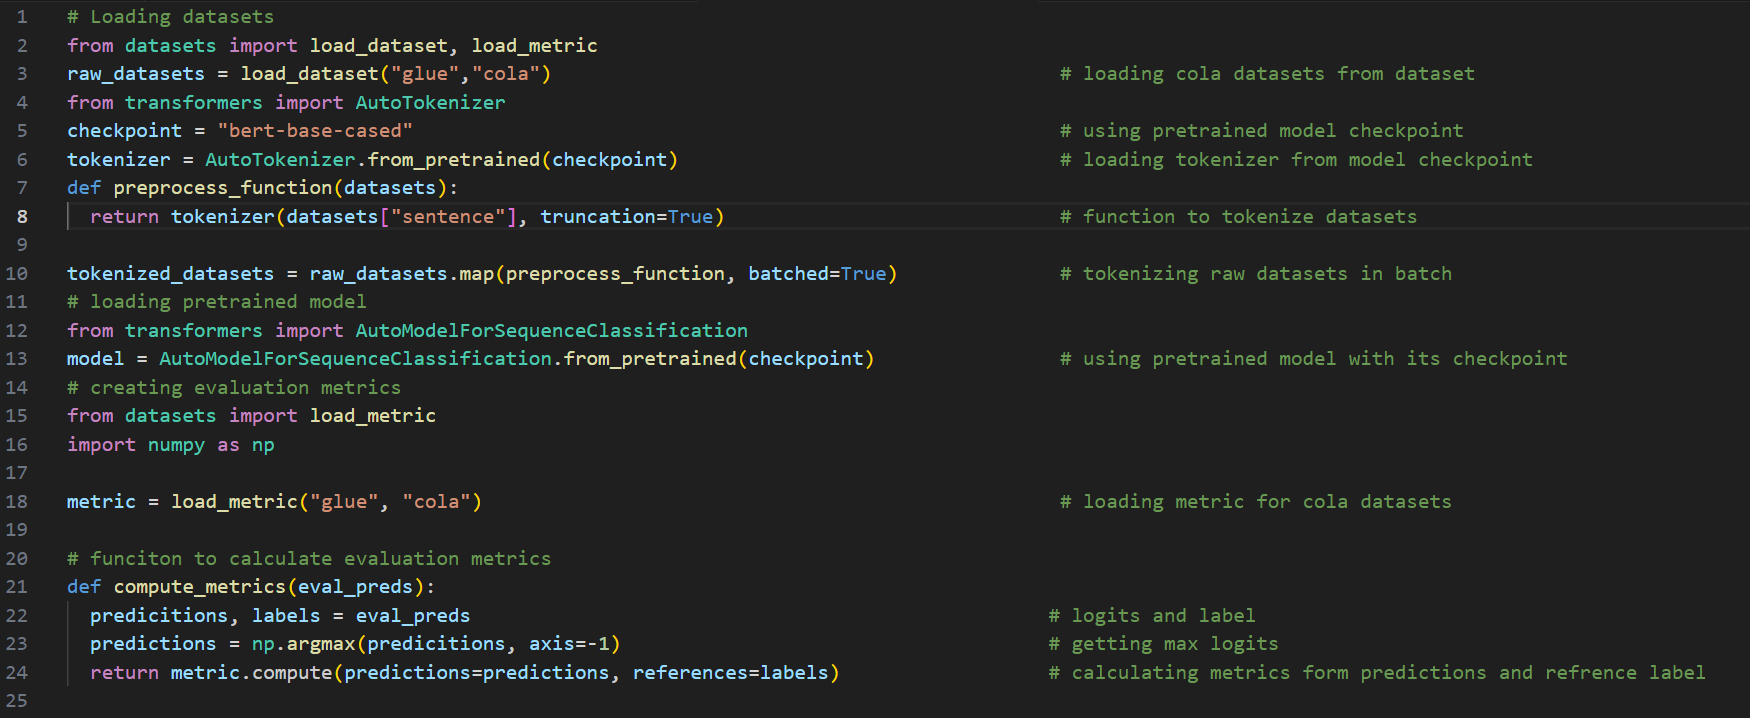 1 # Loading datasets
2 from datasets import load_dataset, load_metric
3 raw_datasets = load_dataset("glue","cola") # loading cola datasets from dataset
4 from transformers import AutoTokenizer
5 checkpoint = "bert-base-cased" # using pretrained model checkpoint
6 tokenizer = AutoTokenizer.from_pretrained(checkpoint) # loading tokenizer from model checkpoint
7 def preprocess_function(datasets):
8   return tokenizer(datasets["sentence"], truncation=True) # function to tokenize datasets
9
10 tokenized_datasets = raw_datasets.map(preprocess_function, batched=True) # tokenizing raw datasets in batch
11 # loading pretrained model
12 from transformers import AutoModelForSequenceClassification
13 model = AutoModelForSequenceClassification.from_pretrained(checkpoint) # using pretrained model with its checkpoint
14 # creating evaluation metrics
15 from datasets import load_metric
16 import numpy as np
17
18 metric = load_metric("glue", "cola") # loading metric for cola datasets
19
20 # funciton to calculate evaluation metrics
21 def compute_metrics(eval_preds):
22   predicitions, labels = eval_preds # logits and label
23   predictions = np.argmax(predicitions, axis=-1) # getting max logits
24   return metric.compute(predictions=predictions, references=labels) # calculating metrics form predictions and refrence label
25